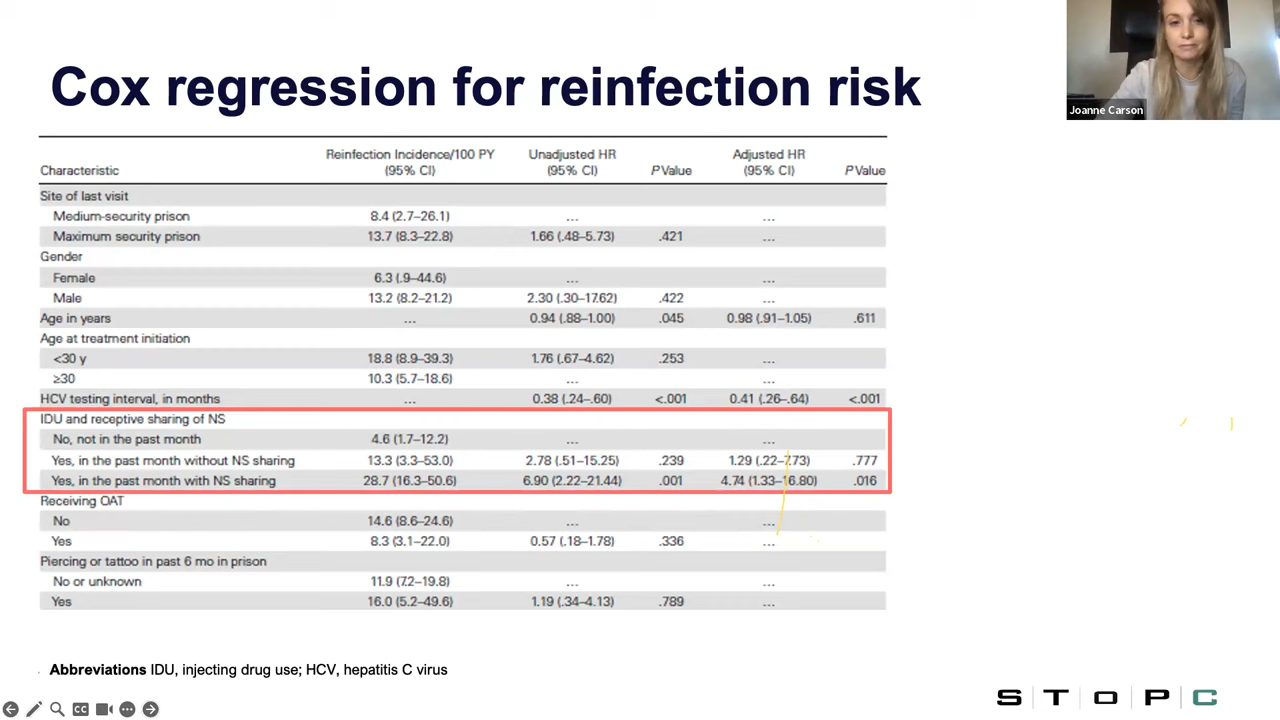 Cox regression for reinfection risk
Joanne Carson
Characteristic Reinfection Incidence/100 PY (95% CI) Unadjusted HR (95% CI) P Value Adjusted HR (95% CI) P Value
Site of last visit
Medium-security prison 8.4 (2.7–26.1) ... ...
Maximum security prison 13.7 (8.3–22.8) 1.66 (.48–5.73) .421 ...
Gender
Female 6.3 (.9–44.6) ... ...
Male 13.2 (8.2–21.2) 2.30 (.30–17.62) .422 ...
Age in years ... 0.94 (.88–1.00) .045 0.98 (.91–1.05) .611
Age at treatment initiation
<30 y 18.8 (8.9–39.3) 1.76 (.67–4.62) .253 ...
≥30 10.3 (5.7–18.6) ... ...
HCV testing interval, in months ... 0.38 (.24–.60) <.001 0.41 (.26–.64) <.001
IDU and receptive sharing of NS
No, not in the past month 4.6 (1.7–12.2) ... ...
Yes, in the past month without NS sharing 13.3 (3.3–53.0) 2.78 (.51–15.25) .239 1.29 (.22–7.73) .777
Yes, in the past month with NS sharing 28.7 (16.3–50.6) 6.90 (2.22–21.44) .001 4.74 (1.33–16.80) .016
Receiving OAT
No 14.6 (8.6–24.6) ... ...
Yes 8.3 (3.1–22.0) 0.57 (.18–1.78) .336 ...
Piercing or tattoo in past 6 mo in prison
No or unknown 11.9 (7.2–19.8) ... ...
Yes 16.0 (5.2–49.6) 1.19 (.34–4.13) .789 ...
Abbreviations IDU, injecting drug use; HCV, hepatitis C virus
CC
S T O P C